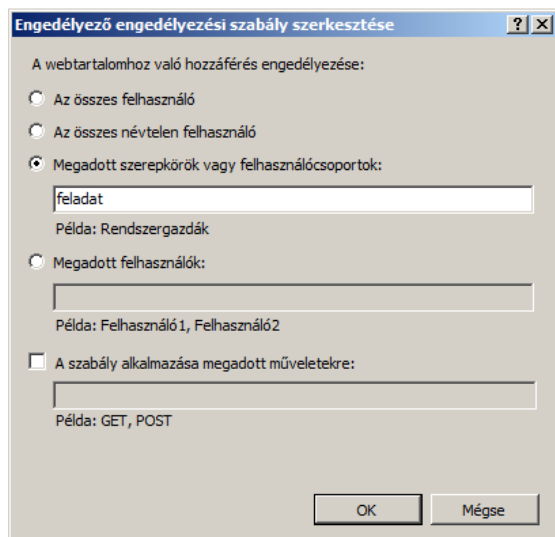 Engedélyező engedélyezési szabály szerkesztése
A webtartalomhoz való hozzáférés engedélyezése:
Az összes felhasználó
Az összes névtelen felhasználó
Megadott szerepkörök vagy felhasználócsoportok:
feladat
Példa: Rendszergazdák
Megadott felhasználók:
Példa: Felhasználó1, Felhasználó2
A szabály alkalmazása megadott műveletekre:
Példa: GET, POST
OK Mégse